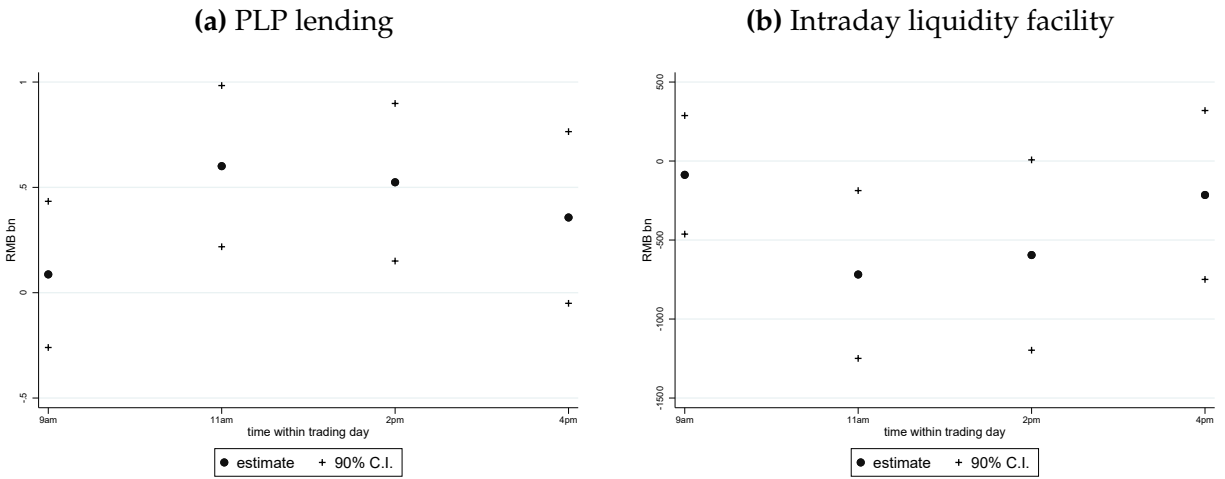 (a) PLP lending
1
.5
0
-.5
RMB bn
9am 11am 2pm 4pm
time within trading day
estimate 90% C.I.
(b) Intraday liquidity facility
500
0
-500
-1000
-1500
RMB bn
9am 11am 2pm 4pm
time within trading day
estimate 90% C.I.